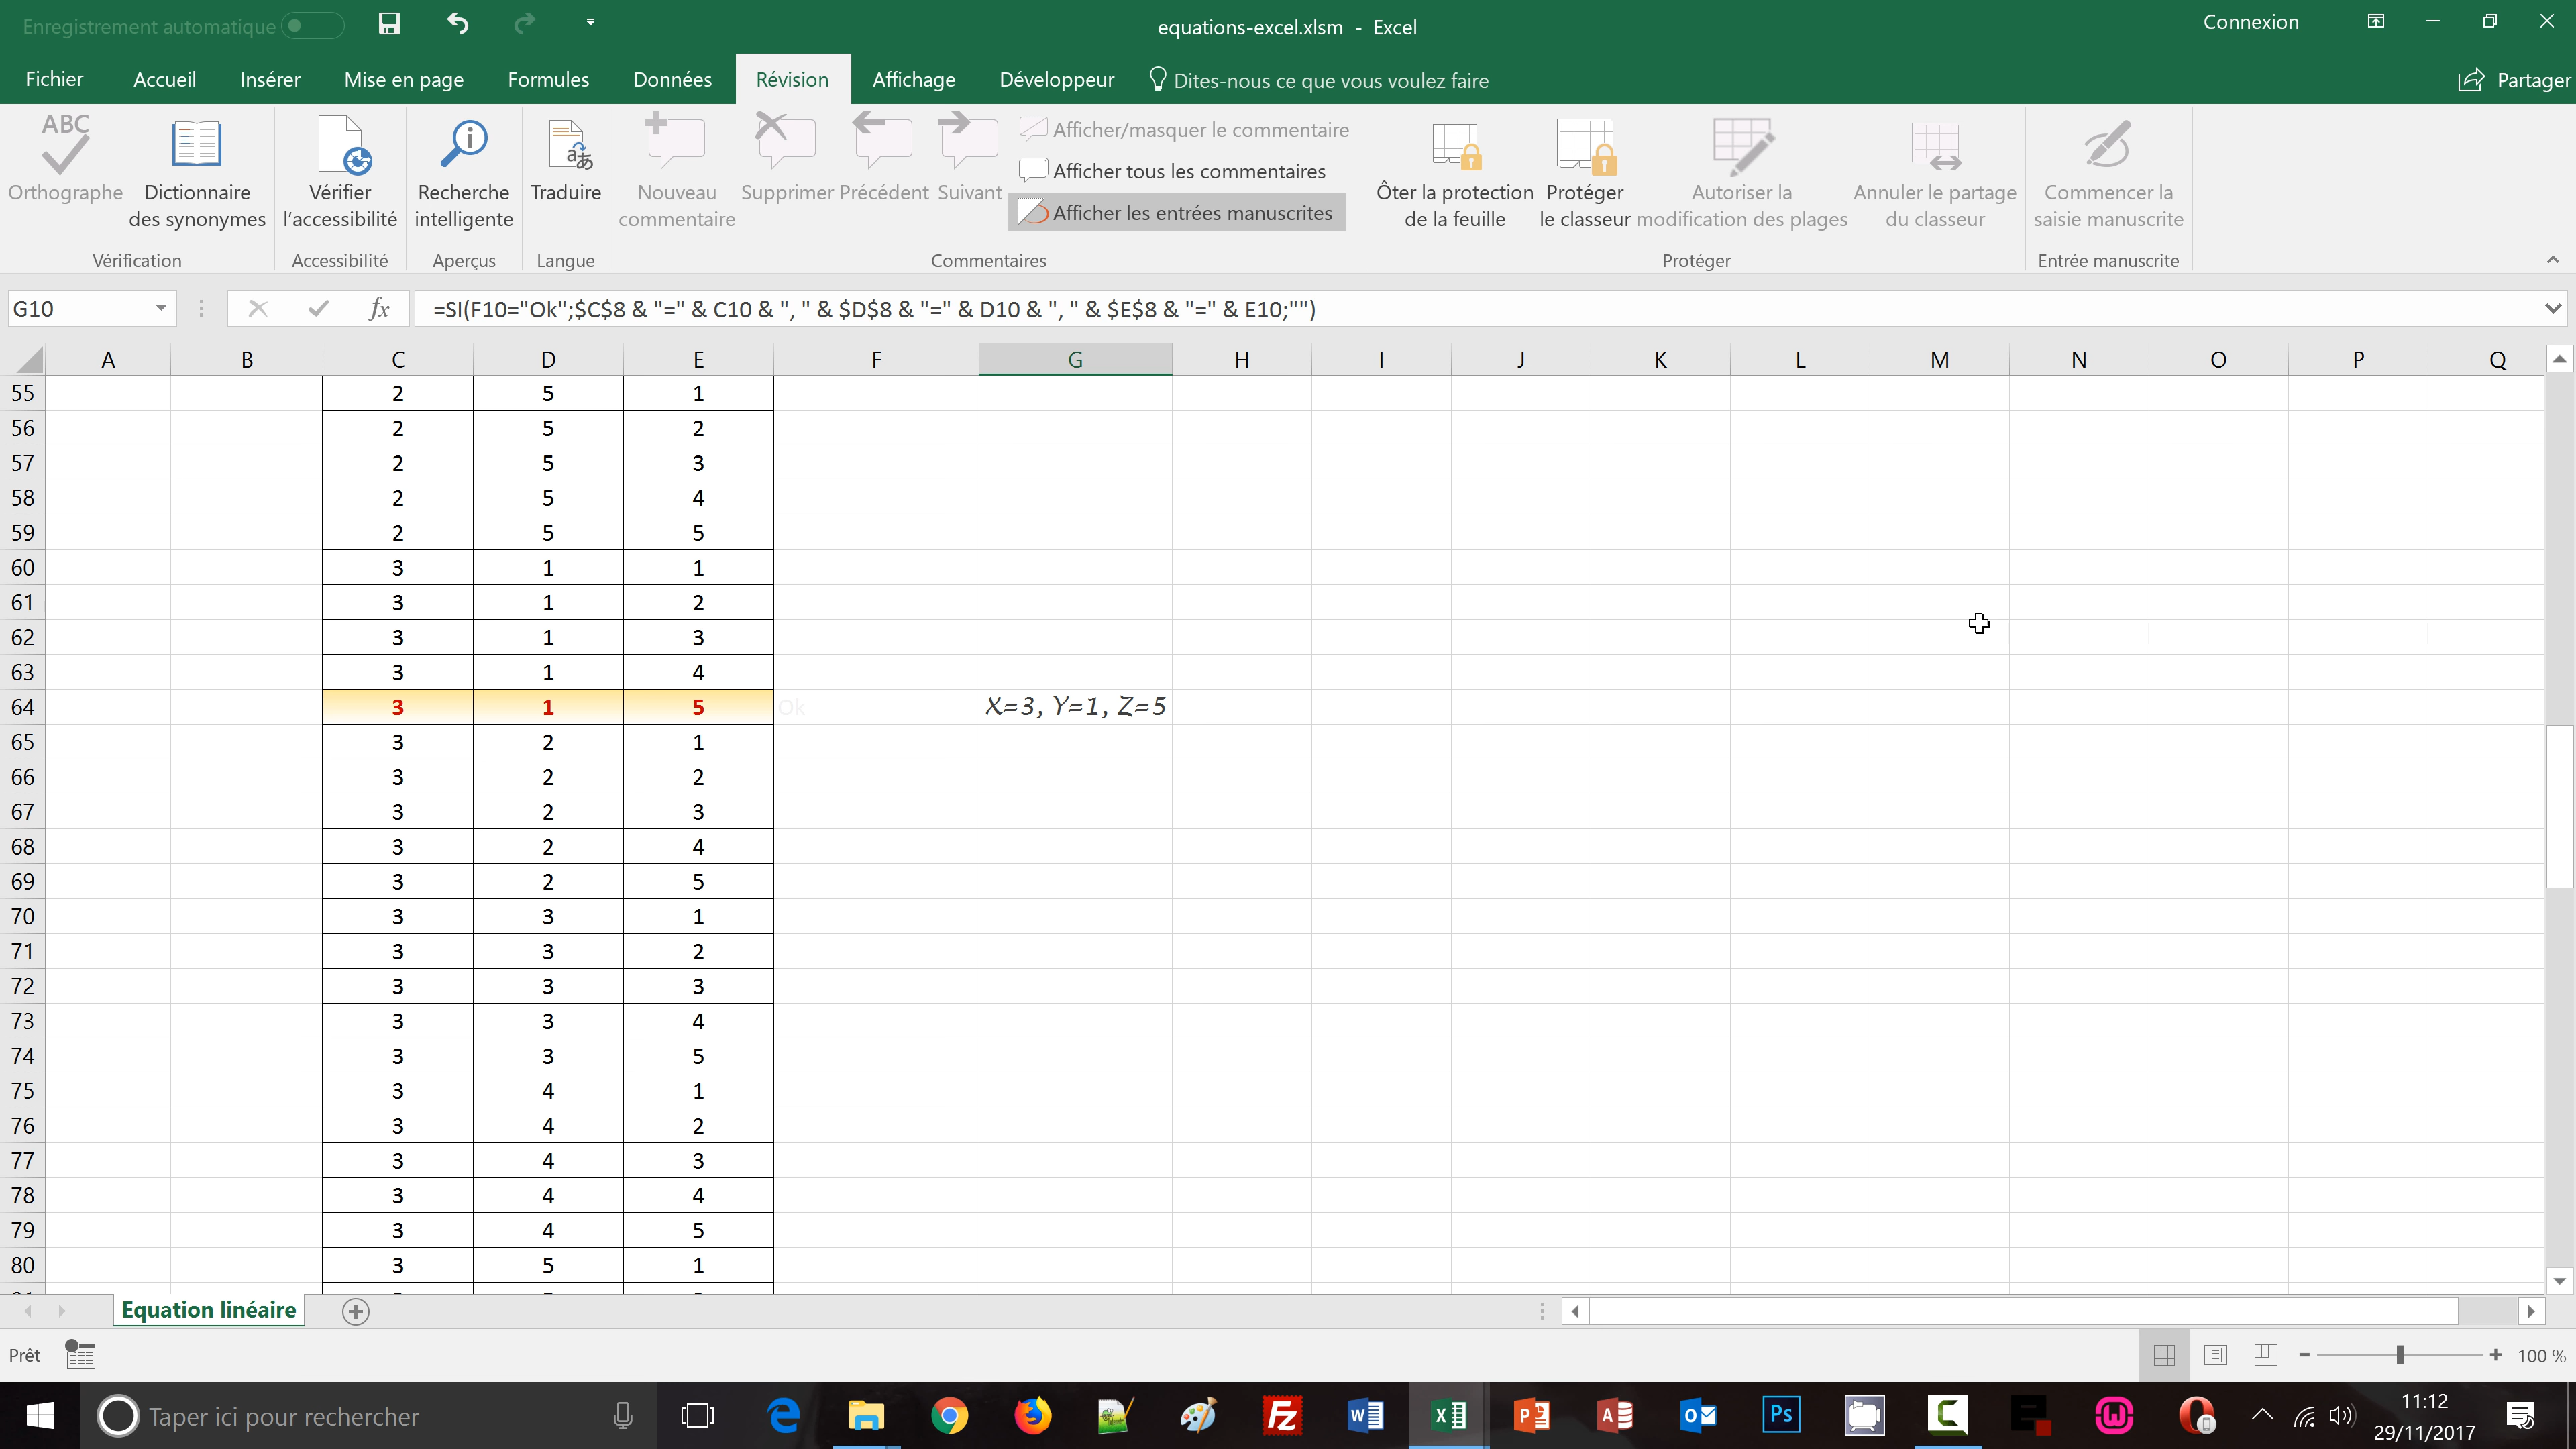 Enregistrement automatique
equations-excel.xlsm - Excel
Connexion
Fichier Accueil Insérer Mise en page Formules Données Révision Affichage Développeur Dites-nous ce que vous voulez faire Partager
ABC
Orthographe
Dictionnaire des synonymes
Vérifier l'accessibilité
Recherche intelligente
Traduire
Nouveau commentaire
Supprimer Précédent Suivant
Afficher/masquer le commentaire
Afficher tous les commentaires
Afficher les entrées manuscrites
Ôter la protection de la feuille
Protéger le classeur
Autoriser la modification des plages
Annuler le partage du classeur
Commencer la saisie manuscrite
Vérification Accessibilité Aperçus Langue Commentaires Protéger Entrée manuscrite
G10 fx =SI(F10="Ok";$C$8 & "=" & C10 & ", " & $D$8 & "=" & D10 & ", " & $E$8 & "=" & E10;"")
A B C D E F G H I J K L M N O P Q
55 2 5 1
56 2 5 2
57 2 5 3
58 2 5 4
59 2 5 5
60 3 1 1
61 3 1 2
62 3 1 3
63 3 1 4
64 3 1 5 Ok X=3, Y=1, Z=5
65 3 2 1
66 3 2 2
67 3 2 3
68 3 2 4
69 3 2 5
70 3 3 1
71 3 3 2
72 3 3 3
73 3 3 4
74 3 3 5
75 3 4 1
76 3 4 2
77 3 4 3
78 3 4 4
79 3 4 5
80 3 5 1
Equation linéaire
Prêt
100 %
Taper ici pour rechercher
11:12
29/11/2017